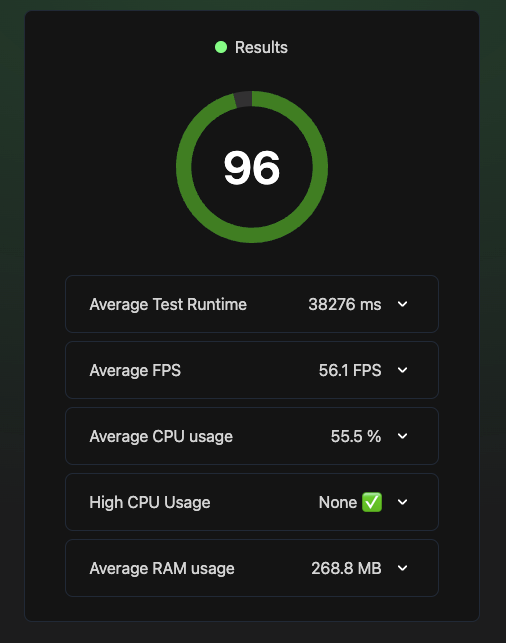 Results
96
Average Test Runtime 38276 ms
Average FPS 56.1 FPS
Average CPU usage 55.5 %
High CPU Usage None ✅
Average RAM usage 268.8 MB